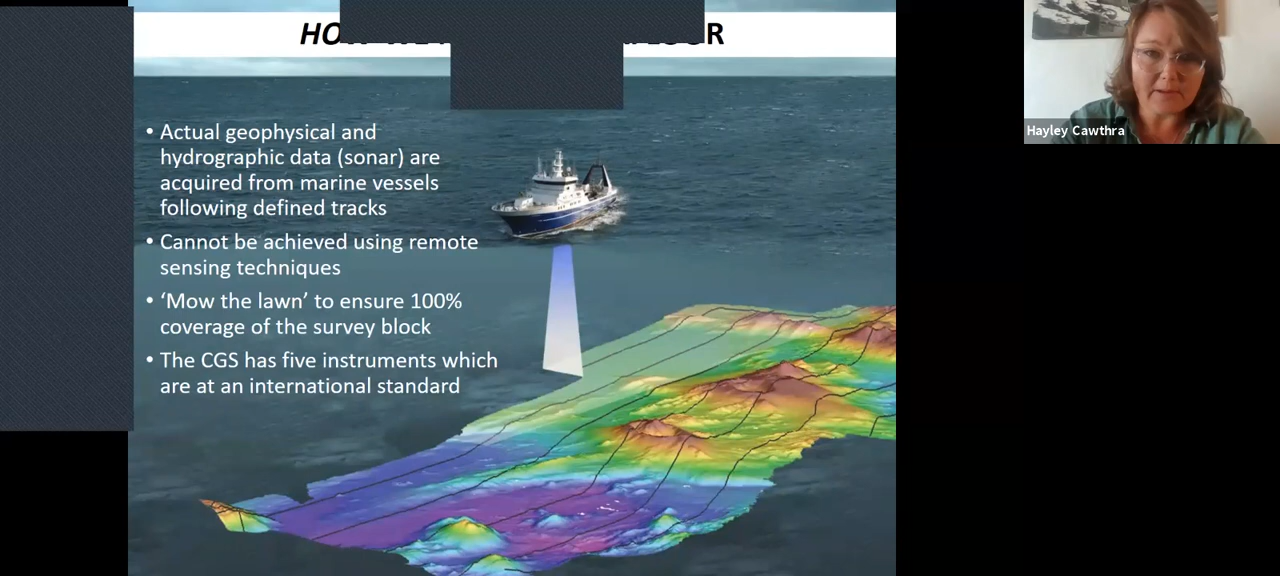 • Actual geophysical and
hydrographic data (sonar) are
acquired from marine vessels
following defined tracks
• Cannot be achieved using remote
sensing techniques
• ‘Mow the lawn’ to ensure 100%
coverage of the survey block
• The CGS has five instruments which
are at an international standard
Hayley Cawthra